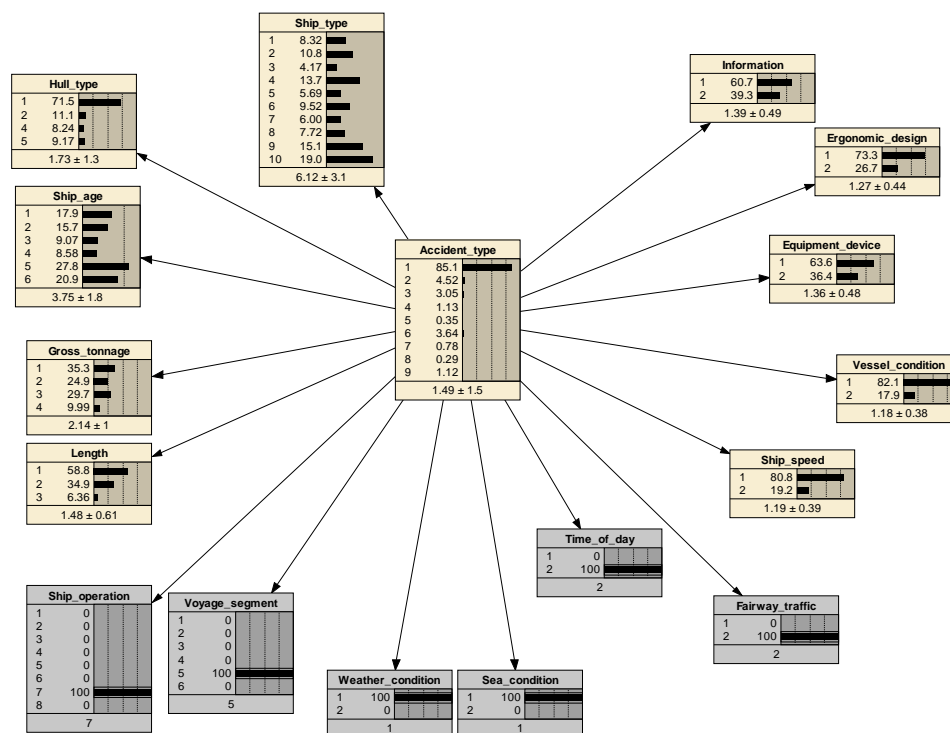 Ship_type
1 8.32
2 10.8
3 4.17
4 13.7
5 5.69
6 9.52
7 6.00
8 7.72
9 15.1
10 19.0
6.12 ± 3.1
Hull_type
1 71.5
2 11.1
4 8.24
5 9.17
1.73 ± 1.3
Information
1 60.7
2 39.3
1.39 ± 0.49
Ergonomic_design
1 73.3
2 26.7
1.27 ± 0.44
Ship_age
1 17.9
2 15.7
3 9.07
4 8.58
5 27.8
6 20.9
3.75 ± 1.8
Accident_type
1 85.1
2 4.52
3 3.05
4 1.13
5 0.35
6 3.64
7 0.78
8 0.29
9 1.12
1.49 ± 1.5
Equipment_device
1 63.6
2 36.4
1.36 ± 0.48
Gross_tonnage
1 35.3
2 24.9
3 29.7
4 9.99
2.14 ± 1
Vessel_condition
1 82.1
2 17.9
1.18 ± 0.38
Length
1 58.8
2 34.9
3 6.36
1.48 ± 0.61
Ship_speed
1 80.8
2 19.2
1.19 ± 0.39
Time_of_day
1 0
2 100
2
Ship_operation
1 0
2 0
3 0
4 0
5 0
6 0
7 100
8 0
7
Voyage_segment
1 0
2 0
3 0
4 0
5 100
6 0
5
Fairway_traffic
1 0
2 100
2
Weather_condition
1 100
2 0
1
Sea_condition
1 100
2 0
1